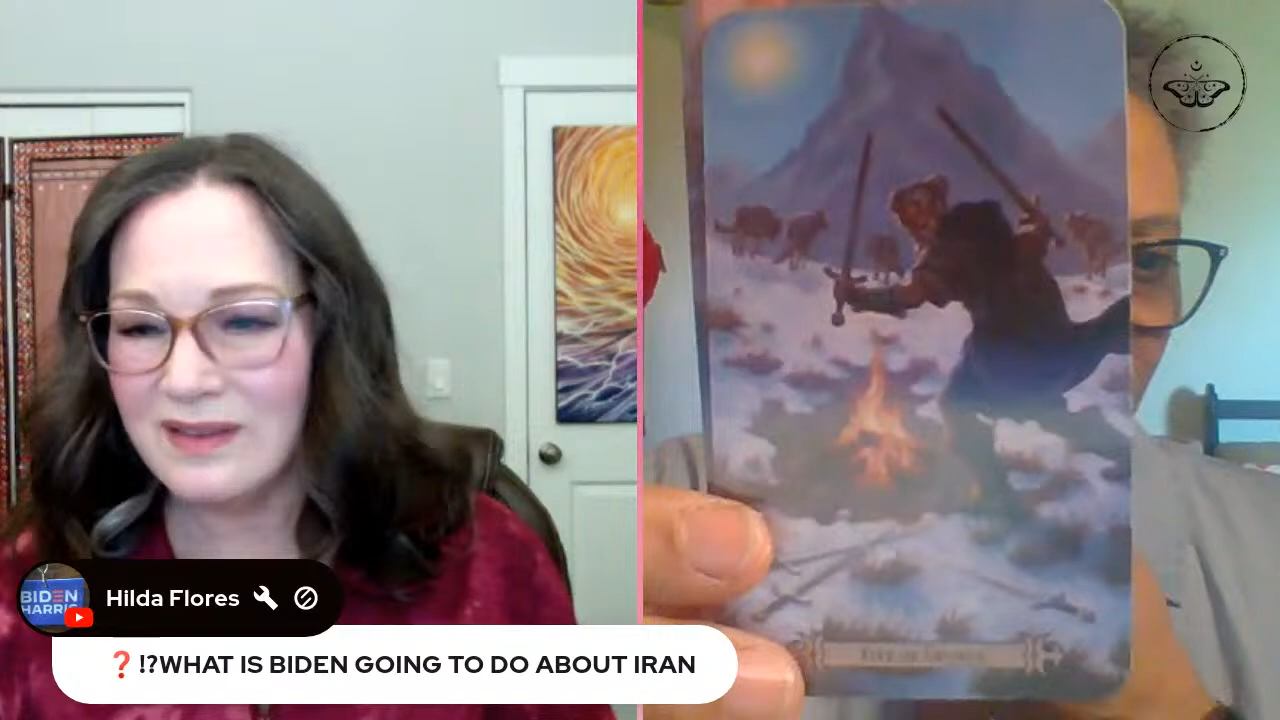 BIDEN
HARRIS
Hilda Flores
❓⁉WHAT IS BIDEN GOING TO DO ABOUT IRAN